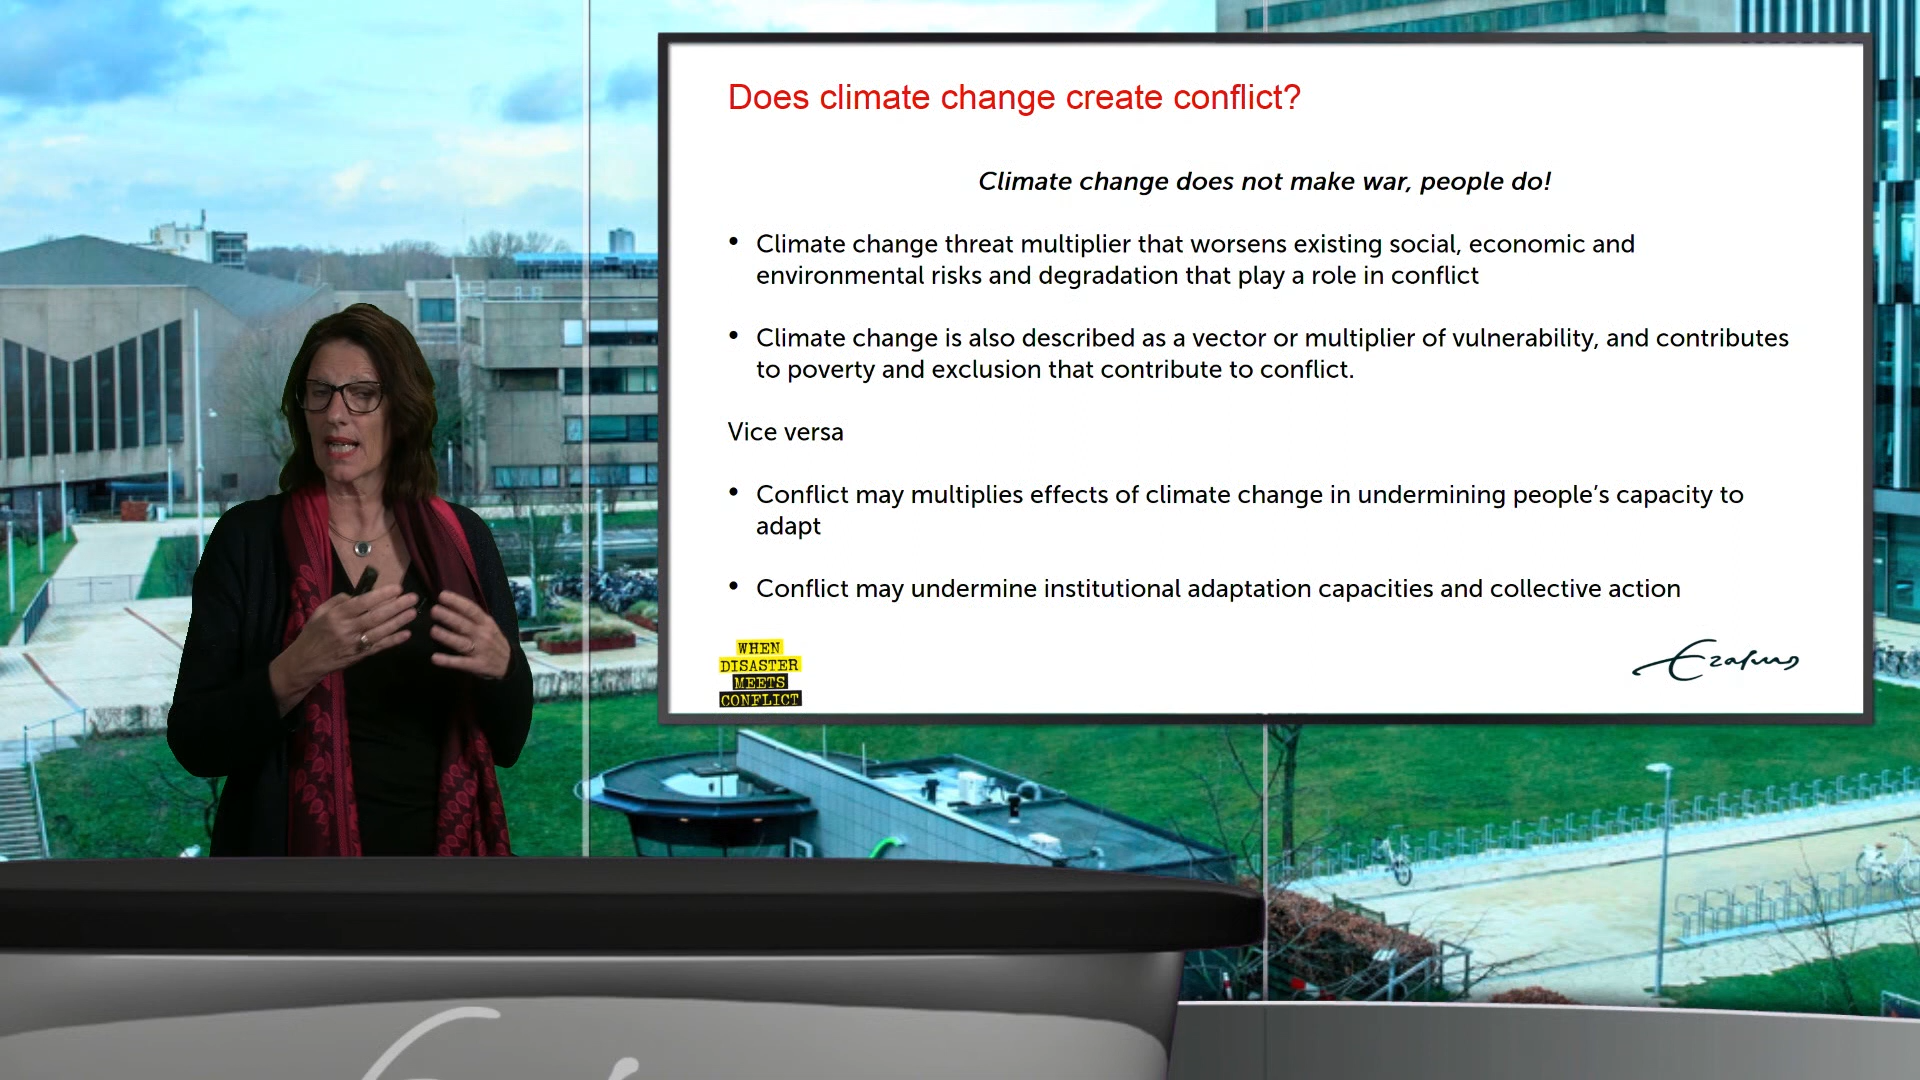 Does climate change create conflict?
Climate change does not make war, people do!
• Climate change threat multiplier that worsens existing social, economic and
environmental risks and degradation that play a role in conflict
• Climate change is also described as a vector or multiplier of vulnerability, and contributes
to poverty and exclusion that contribute to conflict.
Vice versa
• Conflict may multiplies effects of climate change in undermining people’s capacity to
adapt
• Conflict may undermine institutional adaptation capacities and collective action
WHEN
DISASTER
MEETS
CONFLICT
Erasmus